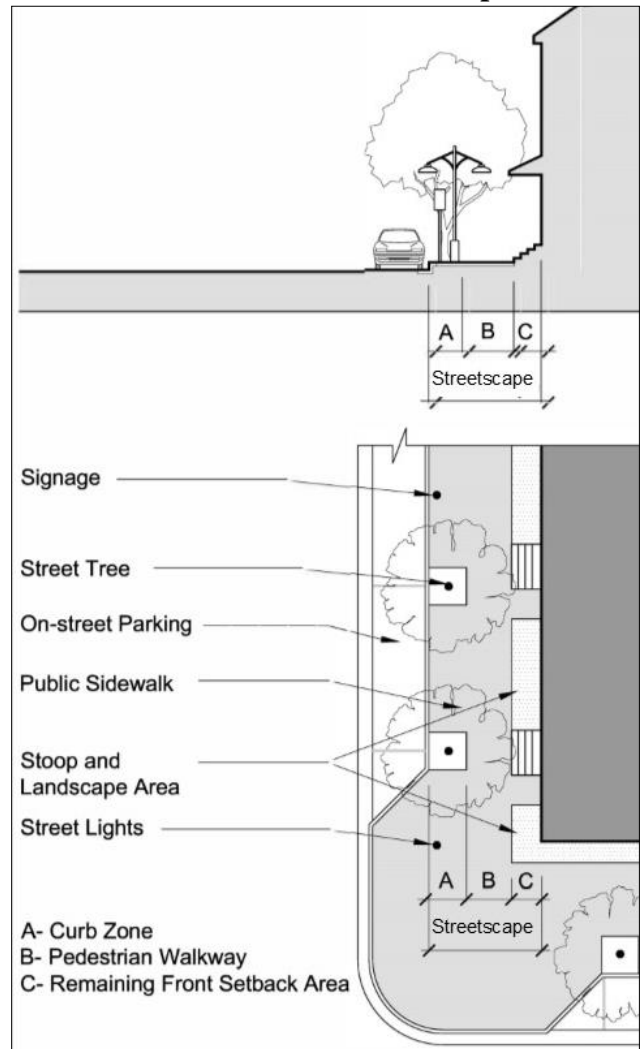 A B C
Streetscape
Signage
Street Tree
On-street Parking
Public Sidewalk
Stoop and
Landscape Area
Street Lights
A B C
Streetscape
A- Curb Zone
B- Pedestrian Walkway
C- Remaining Front Setback Area